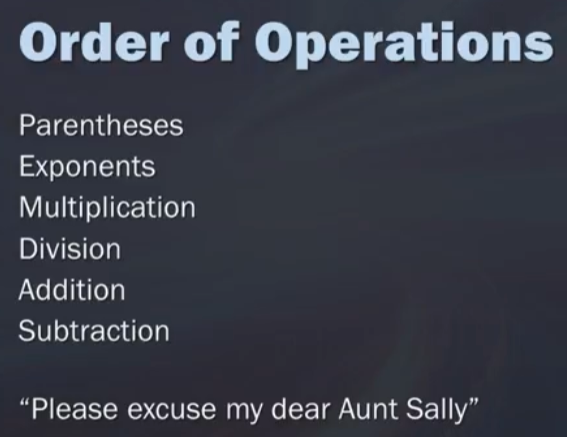 Order of Operations
Parentheses
Exponents
Multiplication
Division
Addition
Subtraction
“Please excuse my dear Aunt Sally”